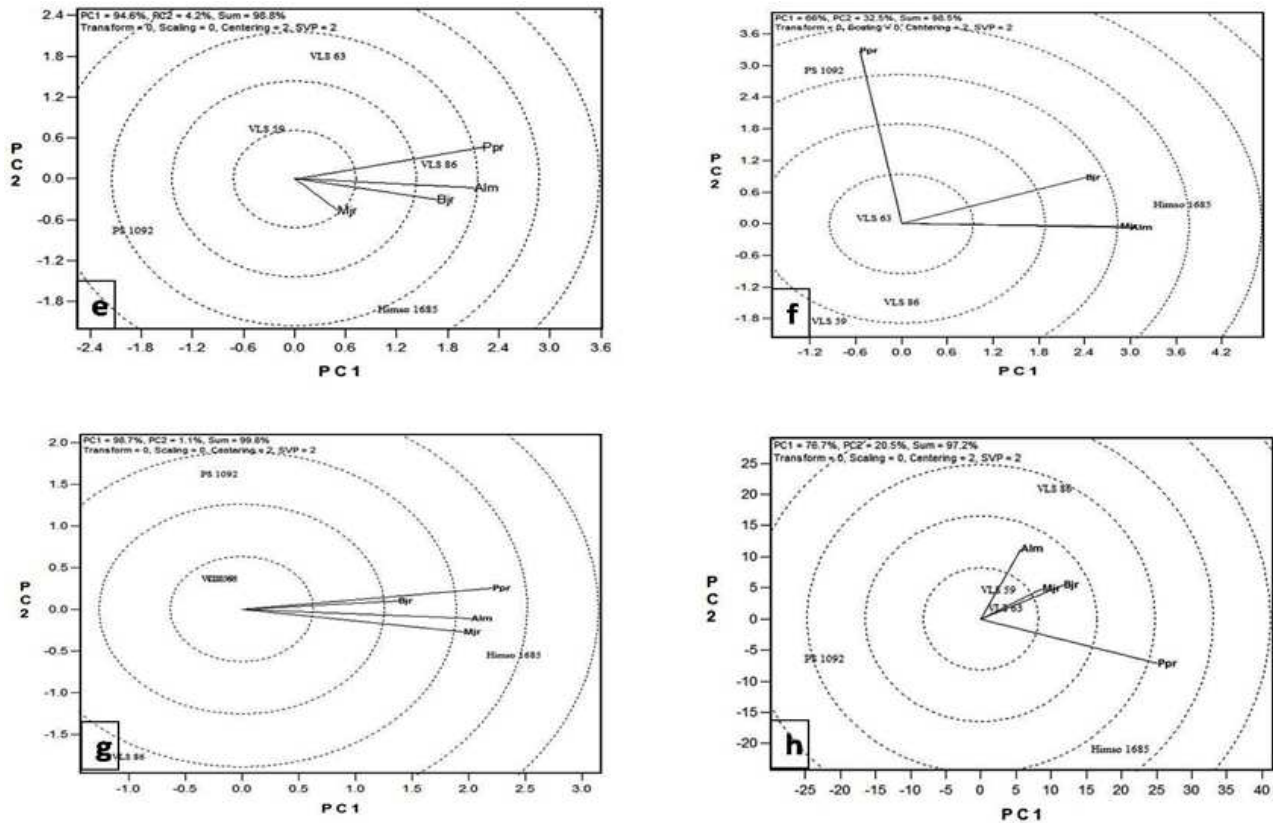 PC1 = 94.6%, PC2 = 4.2%, Sum = 98.8%
Transform = 0, Scaling = 0, Centering = 2, SVP = 2
2.4
1.8
1.2
0.6
0.0
-0.6
-1.2
-1.8
PC2
VLS 63
VLS 59
Ppr
VLS 86
Alm
Bjr
Mjr
PS 1092
Himso 1685
e
-2.4 -1.8 -1.2 -0.6 0.0 0.6 1.2 1.8 2.4 3.0 3.6
PC1
PC1 = 66%, PC2 = 32.5%, Sum = 98.5%
Transform = 0, Scaling = 0, Centering = 2, SVP = 2
3.6
3.0
2.4
1.8
1.2
0.6
0.0
-0.6
-1.2
-1.8
PC2
Ppr
PS 1092
Bjr
Himso 1685
VLS 63
Alm
VLS 86
VLS 59
f
-1.2 -0.6 0.0 0.6 1.2 1.8 2.4 3.0 3.6 4.2
PC1
PC1 = 98.7%, PC2 = 1.1%, Sum = 99.8%
Transform = 0, Scaling = 0, Centering = 2, SVP = 2
2.0
1.5
1.0
0.5
0.0
-0.5
-1.0
-1.5
PC2
PS 1092
Ppr
Bjr
Alm
Mjr
Himso 1685
VLS 86
g
-1.0 -0.5 0.0 0.5 1.0 1.5 2.0 2.5 3.0
PC1
PC1 = 76.7%, PC2 = 20.5%, Sum = 97.2%
Transform = 0, Scaling = 0, Centering = 2, SVP = 2
25
20
15
10
5
0
-5
-10
-15
-20
PC2
VLS 86
Alm
VLS 59
Mjr
Bjr
VLS 63
PS 1092
Ppr
Himso 1685
h
-25 -20 -15 -10 -5 0 5 10 15 20 25 30 35 40
PC1